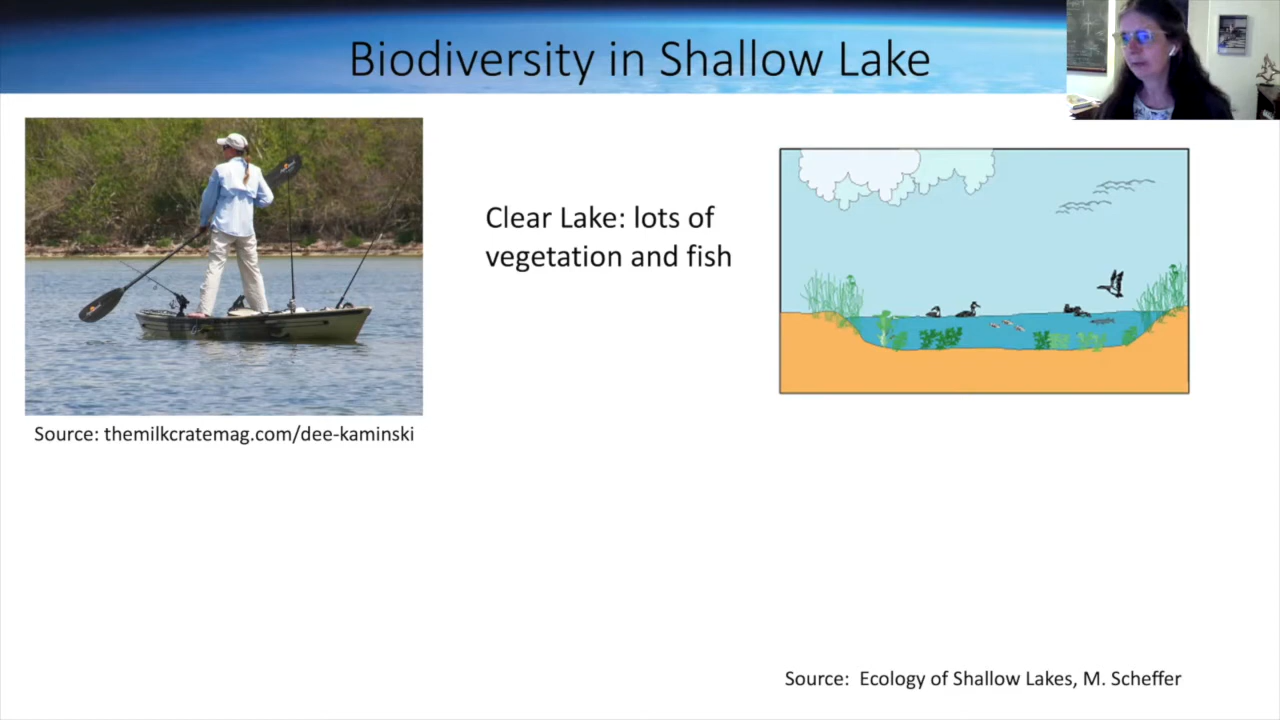 Biodiversity in Shallow Lake
Clear Lake: lots of
vegetation and fish
Source: themilkcratemag.com/dee-kaminski
Source:  Ecology of Shallow Lakes, M. Scheffer